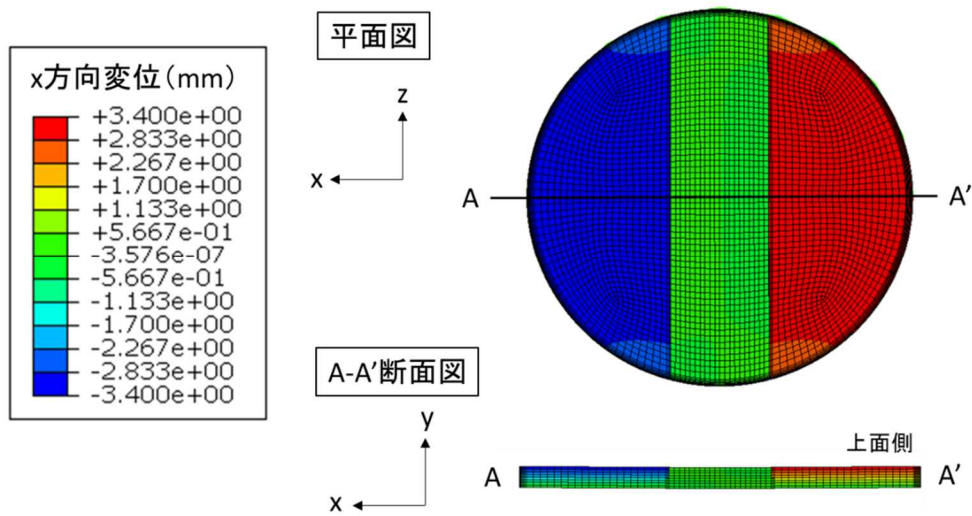 x方向変位(mm)
+3.400e+00
+2.833e+00
+2.267e+00
+1.700e+00
+1.133e+00
+5.667e-01
-3.576e-07
-5.667e-01
-1.133e+00
-1.700e+00
-2.267e+00
-2.833e+00
-3.400e+00
平面図
z
x
A
A’
A-A’断面図
y
x
上面側
A
A’